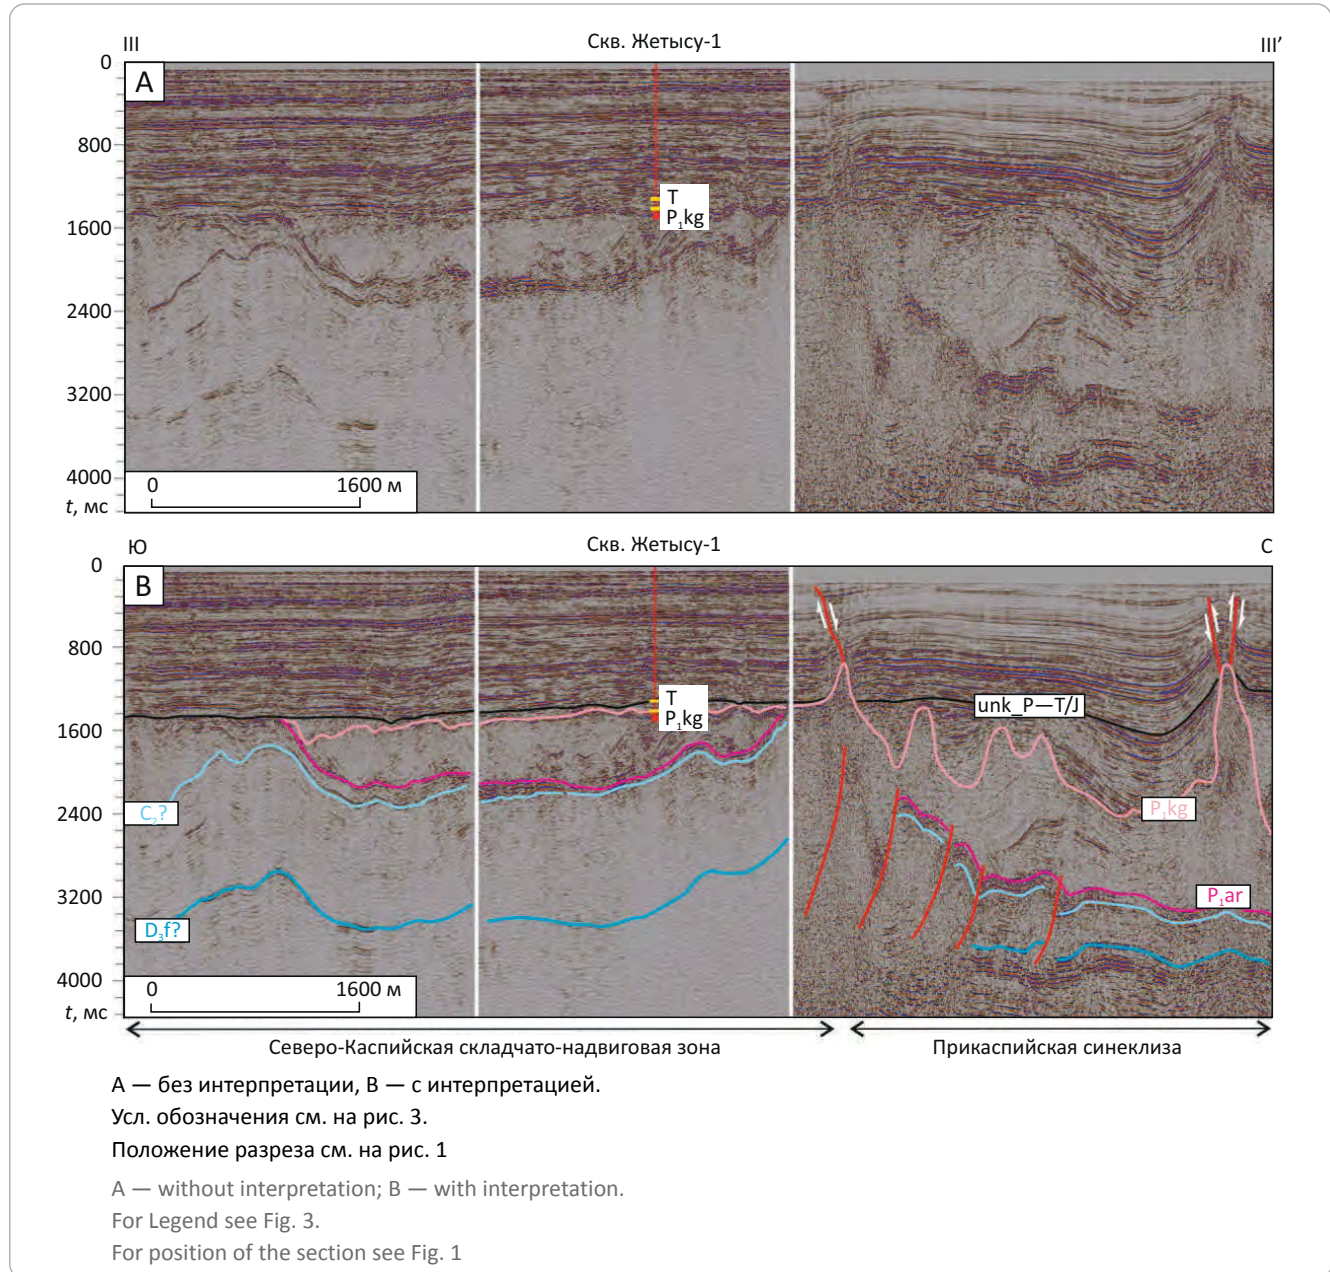 III Скв. Жетысу-1 III’
A
0
800
1600
2400
3200
4000
t, мс
T
P₁kg
0 1600 м
Ю Скв. Жетысу-1 С
B
0
800
1600
2400
3200
4000
t, мс
T
P₁kg
unk_P—T/J
C₂?
P₁kg
P₁ar
D₃f?
0 1600 м
Северо-Каспийская складчато-надвиговая зона Прикаспийская синеклиза
A — без интерпретации, B — с интерпретацией.
Усл. обозначения см. на рис. 3.
Положение разреза см. на рис. 1
A — without interpretation; B — with interpretation.
For Legend see Fig. 3.
For position of the section see Fig. 1